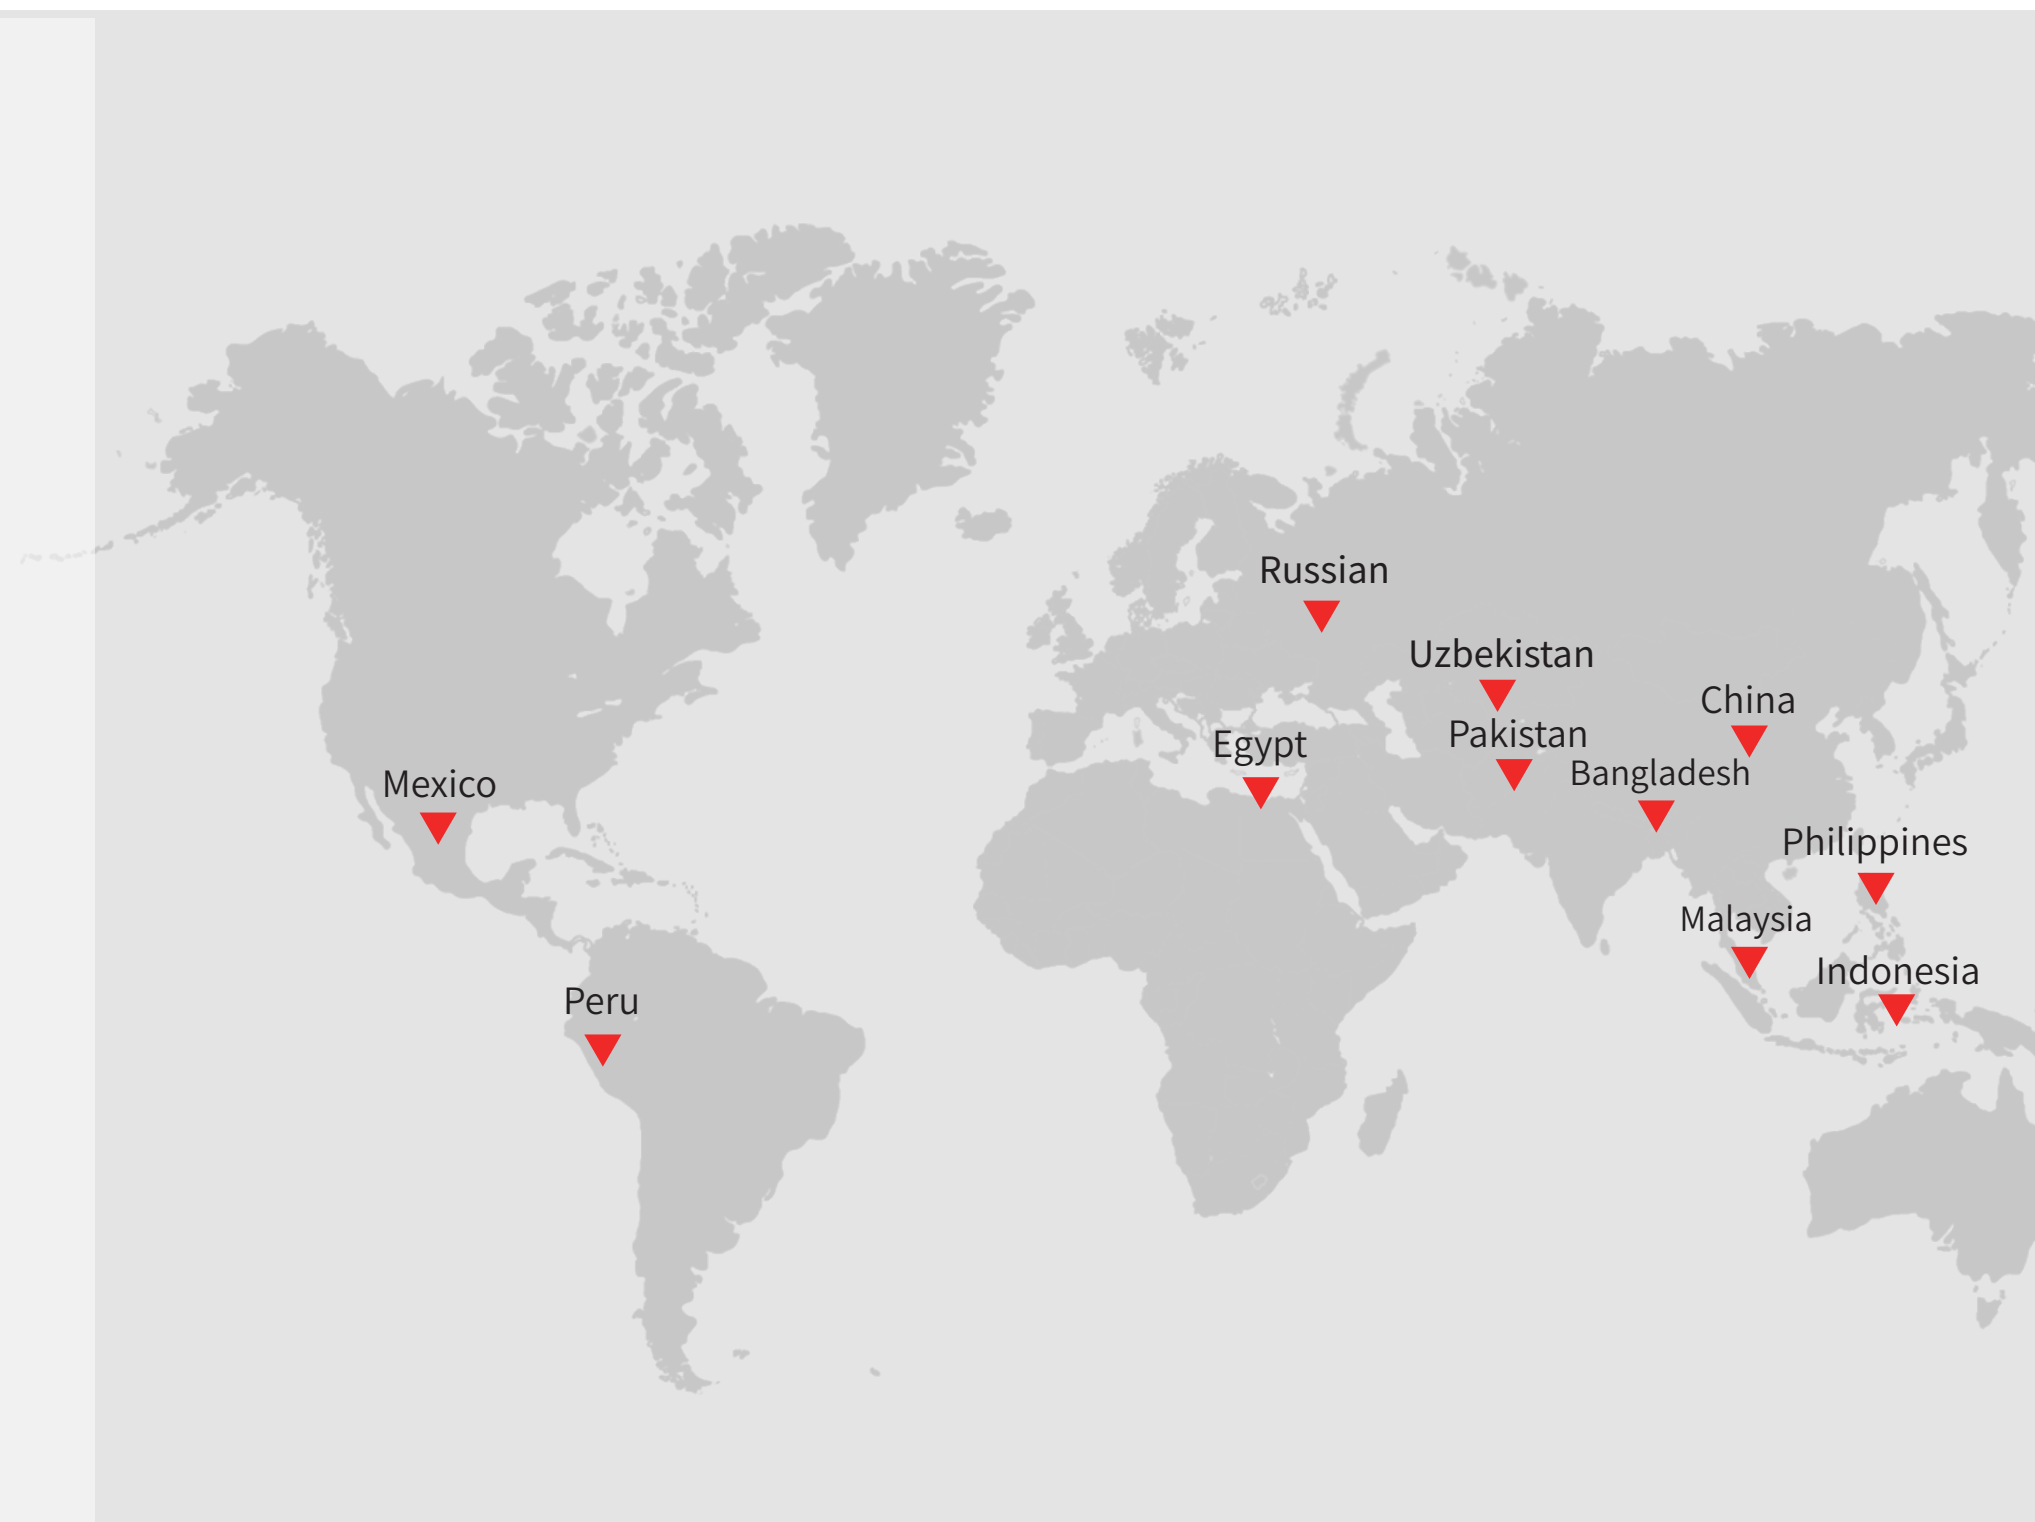 Russian
Uzbekistan
China
Pakistan
Egypt
Bangladesh
Mexico
Philippines
Malaysia
Indonesia
Peru